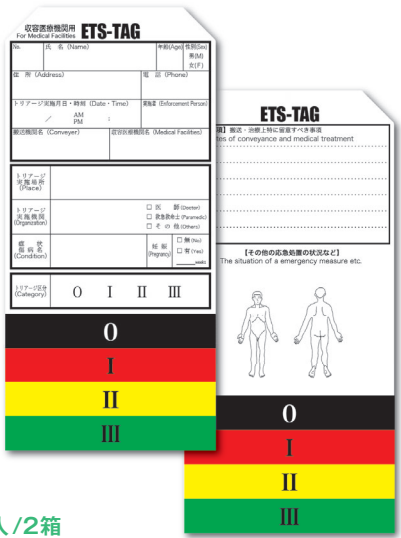 収容医療機関用
For Medical Facilities
ETS-TAG
No.
氏 名 (Name)
年齢(Age)
性別(Sex)
男(M)
女(F)
住 所 (Address)
電 話 (Phone)
トリアージ実施月日・時刻 (Date・Time)
/ AM
PM :
実施者 (Enforcement Person)
搬送機関名 (Conveyer)
収容医療機関名 (Medical Facilities)
トリアージ
実施場所
(Place)
トリアージ
実施機関
(Organization)
□ 医 師 (Doctor)
□ 救急救命士 (Paramedic)
□ そ の 他 (Others)
症 状
傷病名
(Condition)
妊 娠
(Pregnancy)
□ 無 (No)
□ 有 (Yes)
weeks
トリアージ区分
(Category)
0 I II III
0
I
II
III
ETS-TAG
項】搬送・治療上特に留意すべき事項
es of conveyance and medical treatment
【その他の応急処置の状況など】
The situation of a emergency measure etc.
0
I
II
III
人/2箱